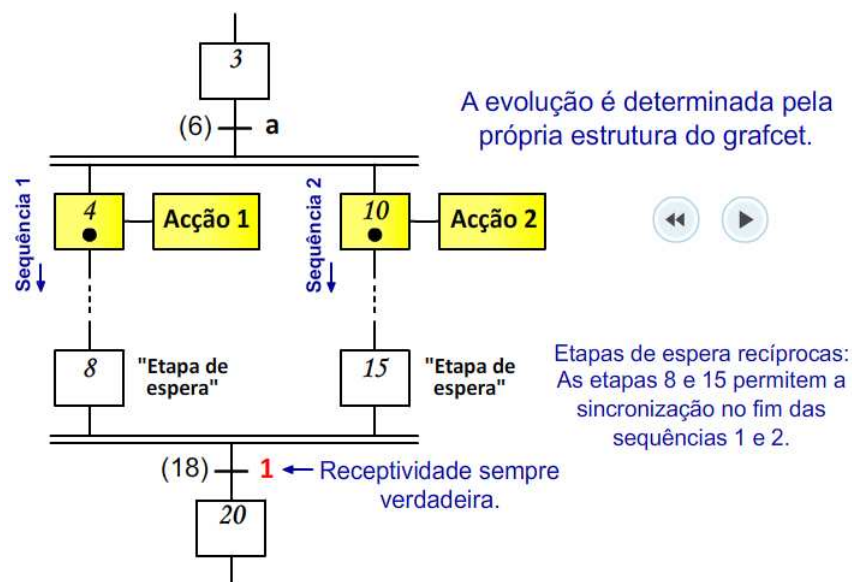 3
(6) a
A evolução é determinada pela
própria estrutura do grafcet.
Sequência 1
4
Acção 1
Sequência 2
10
Acção 2
8
"Etapa de
espera"
15
"Etapa de
espera"
Etapas de espera recíprocas:
As etapas 8 e 15 permitem a
sincronização no fim das
sequências 1 e 2.
(18) 1
Receptividade sempre
verdadeira.
20